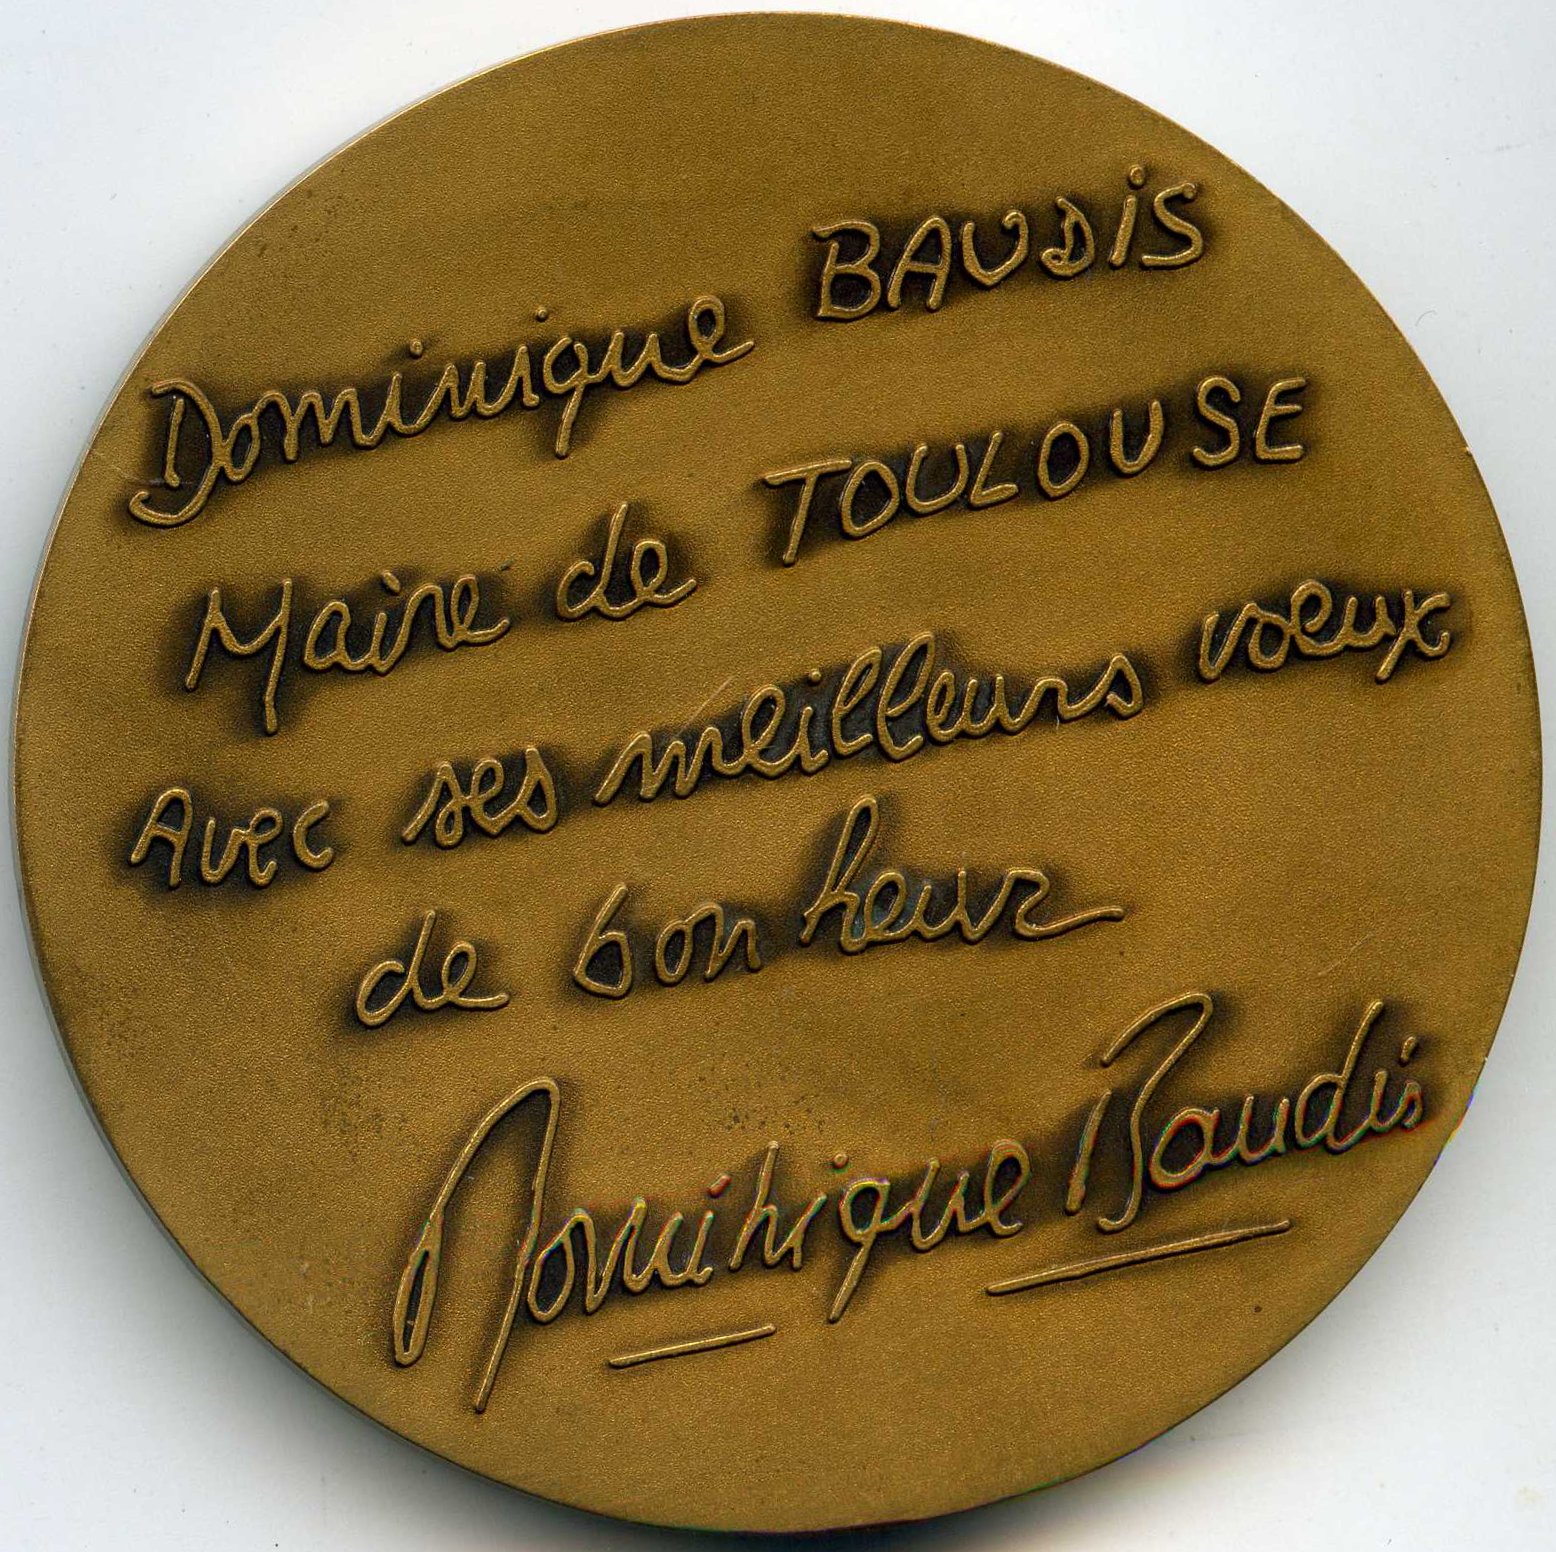 Dominique BAUDiS
Maire de TOULOUSE
Avec ses meilleurs voeux
de bonheur
Dominique Baudis